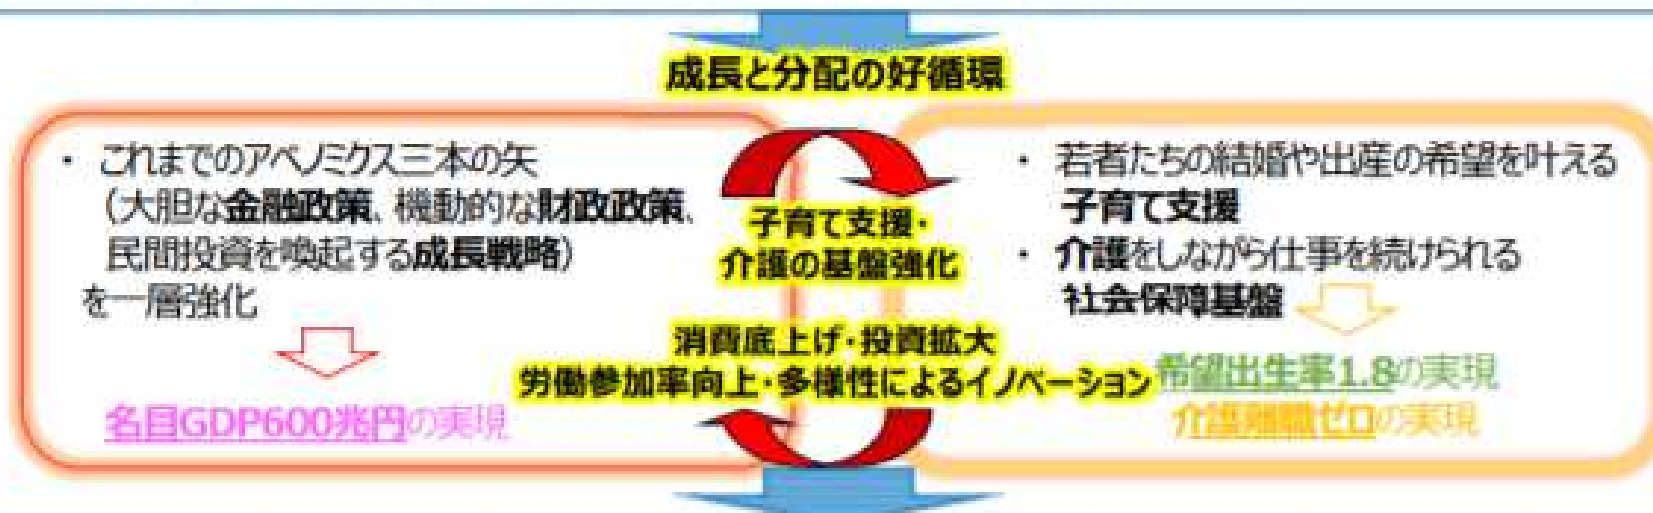 成長と分配の好循環
・ これまでのアベノミクス三本の矢
（大胆な金融政策、機動的な財政政策、
民間投資を喚起する成長戦略）
を一層強化
名目GDP600兆円の実現
子育て支援・
介護の基盤強化
消費底上げ・投資拡大
労働参加率向上・多様性によるイノベーション
・ 若者たちの結婚や出産の希望を叶える
子育て支援
・ 介護をしながら仕事を続けられる
社会保障基盤
希望出生率1.8の実現
介護離職ゼロの実現